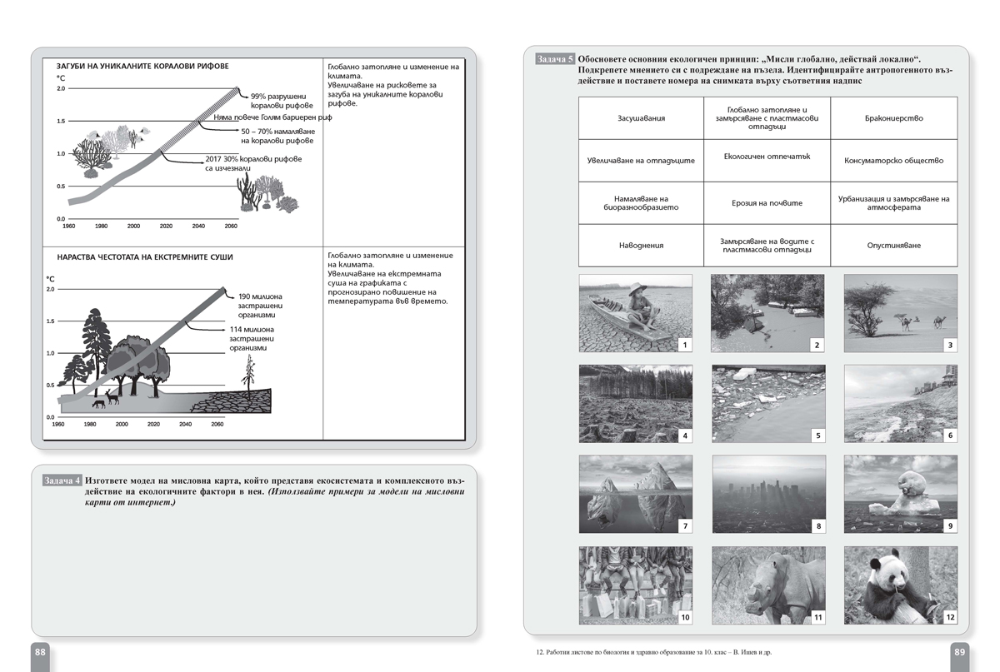 ЗАГУБИ НА УНИКАЛНИТЕ КОРАЛОВИ РИФОВЕ
°C
2.0
1.5
1.0
0.5
0.0
1960 1980 2000 2020 2040 2060
99% разрушени
коралови рифове
Няма повече Голям бариерен риф
50 – 70% намаляване
на коралови рифове
2017 30% коралови рифове
са изчезнали
Глобално затопляне и изменение на
климата.
Увеличаване на рисковете за
загуба на уникалните коралови
рифове.
НАРАСТВА ЧЕСТОТАТА НА ЕКСТРЕМНИТЕ СУШИ
°C
2.0
1.5
1.0
0.5
0.0
1960 1980 2000 2020 2040 2060
190 милиона
застрашени
организми
114 милиона
застрашени
организми
Глобално затопляне и изменение
на климата.
Увеличаване на екстремната
суша на графиката с
прогнозирано повишение на
температурата във времето.
Задача 4 Изгответе модел на мисловна карта, който представя екосистемата и комплексното въз-
действие на екологичните фактори в нея. (Използвайте примери за модели на мисловни
карти от интернет.)
88
Задача 5 Обосновете основния екологичен принцип: „Мисли глобално, действай локално“.
Подкрепете мнението си с подреждане на пъзела. Идентифицирайте антропогенното въз-
действие и поставете номера на снимката върху съответния надпис
Засушавания
Глобално затопляне и
замърсяване с пластмасови
отпадъци
Бракониерство
Увеличаване на отпадъците
Екологичен отпечатък
Консуматорско общество
Намаляване на
биоразнообразието
Ерозия на почвите
Урбанизация и замърсяване на
атмосферата
Наводнения
Замърсяване на водите с
пластмасови отпадъци
Опустиняване
1
2
3
4
5
6
7
8
9
10
11
12
12. Работни листове по биология и здравно образование за 10. клас – В. Ишев и др.
89